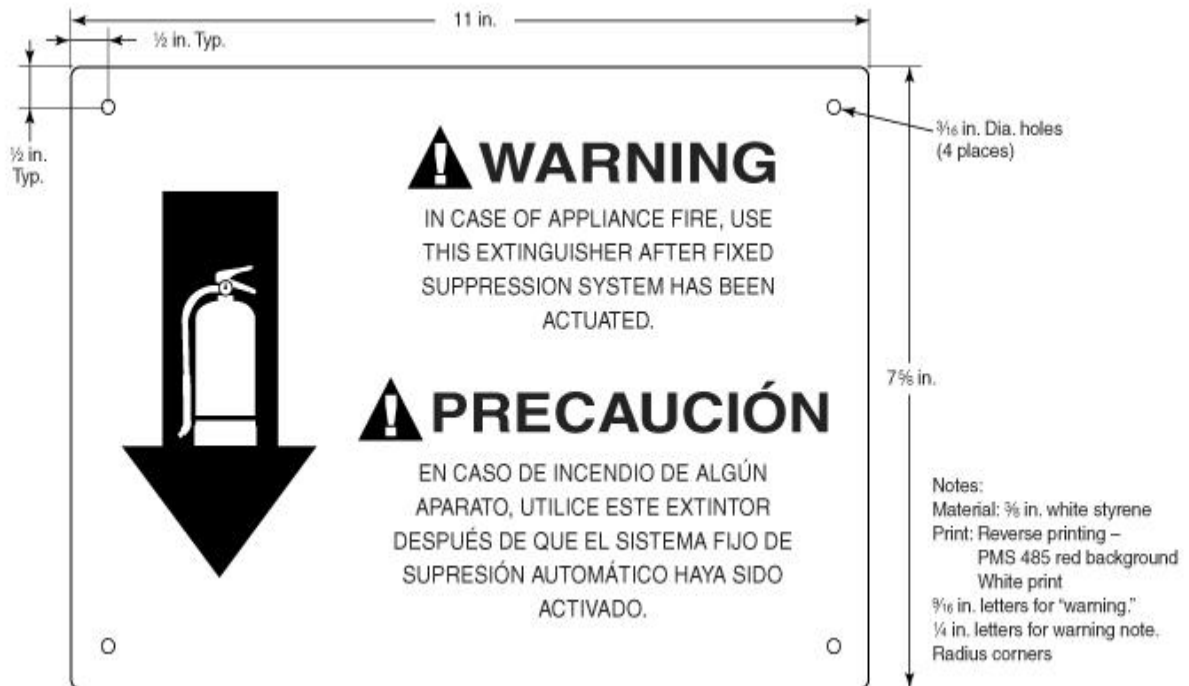 11 in.
½ in. Typ.
½ in.
Typ.
3⁄16 in. Dia. holes
(4 places)
WARNING
IN CASE OF APPLIANCE FIRE, USE
THIS EXTINGUISHER AFTER FIXED
SUPPRESSION SYSTEM HAS BEEN
ACTUATED.
7⅝ in.
PRECAUCIÓN
EN CASO DE INCENDIO DE ALGÚN
APARATO, UTILICE ESTE EXTINTOR
DESPUÉS DE QUE EL SISTEMA FIJO DE
SUPRESIÓN AUTOMÁTICO HAYA SIDO
ACTIVADO.
Notes:
Material: in. white styrene
Print: Reverse printing –
PMS 485 red background
White print
9⁄16 in. letters for "warning."
¼ in. letters for warning note.
Radius corners